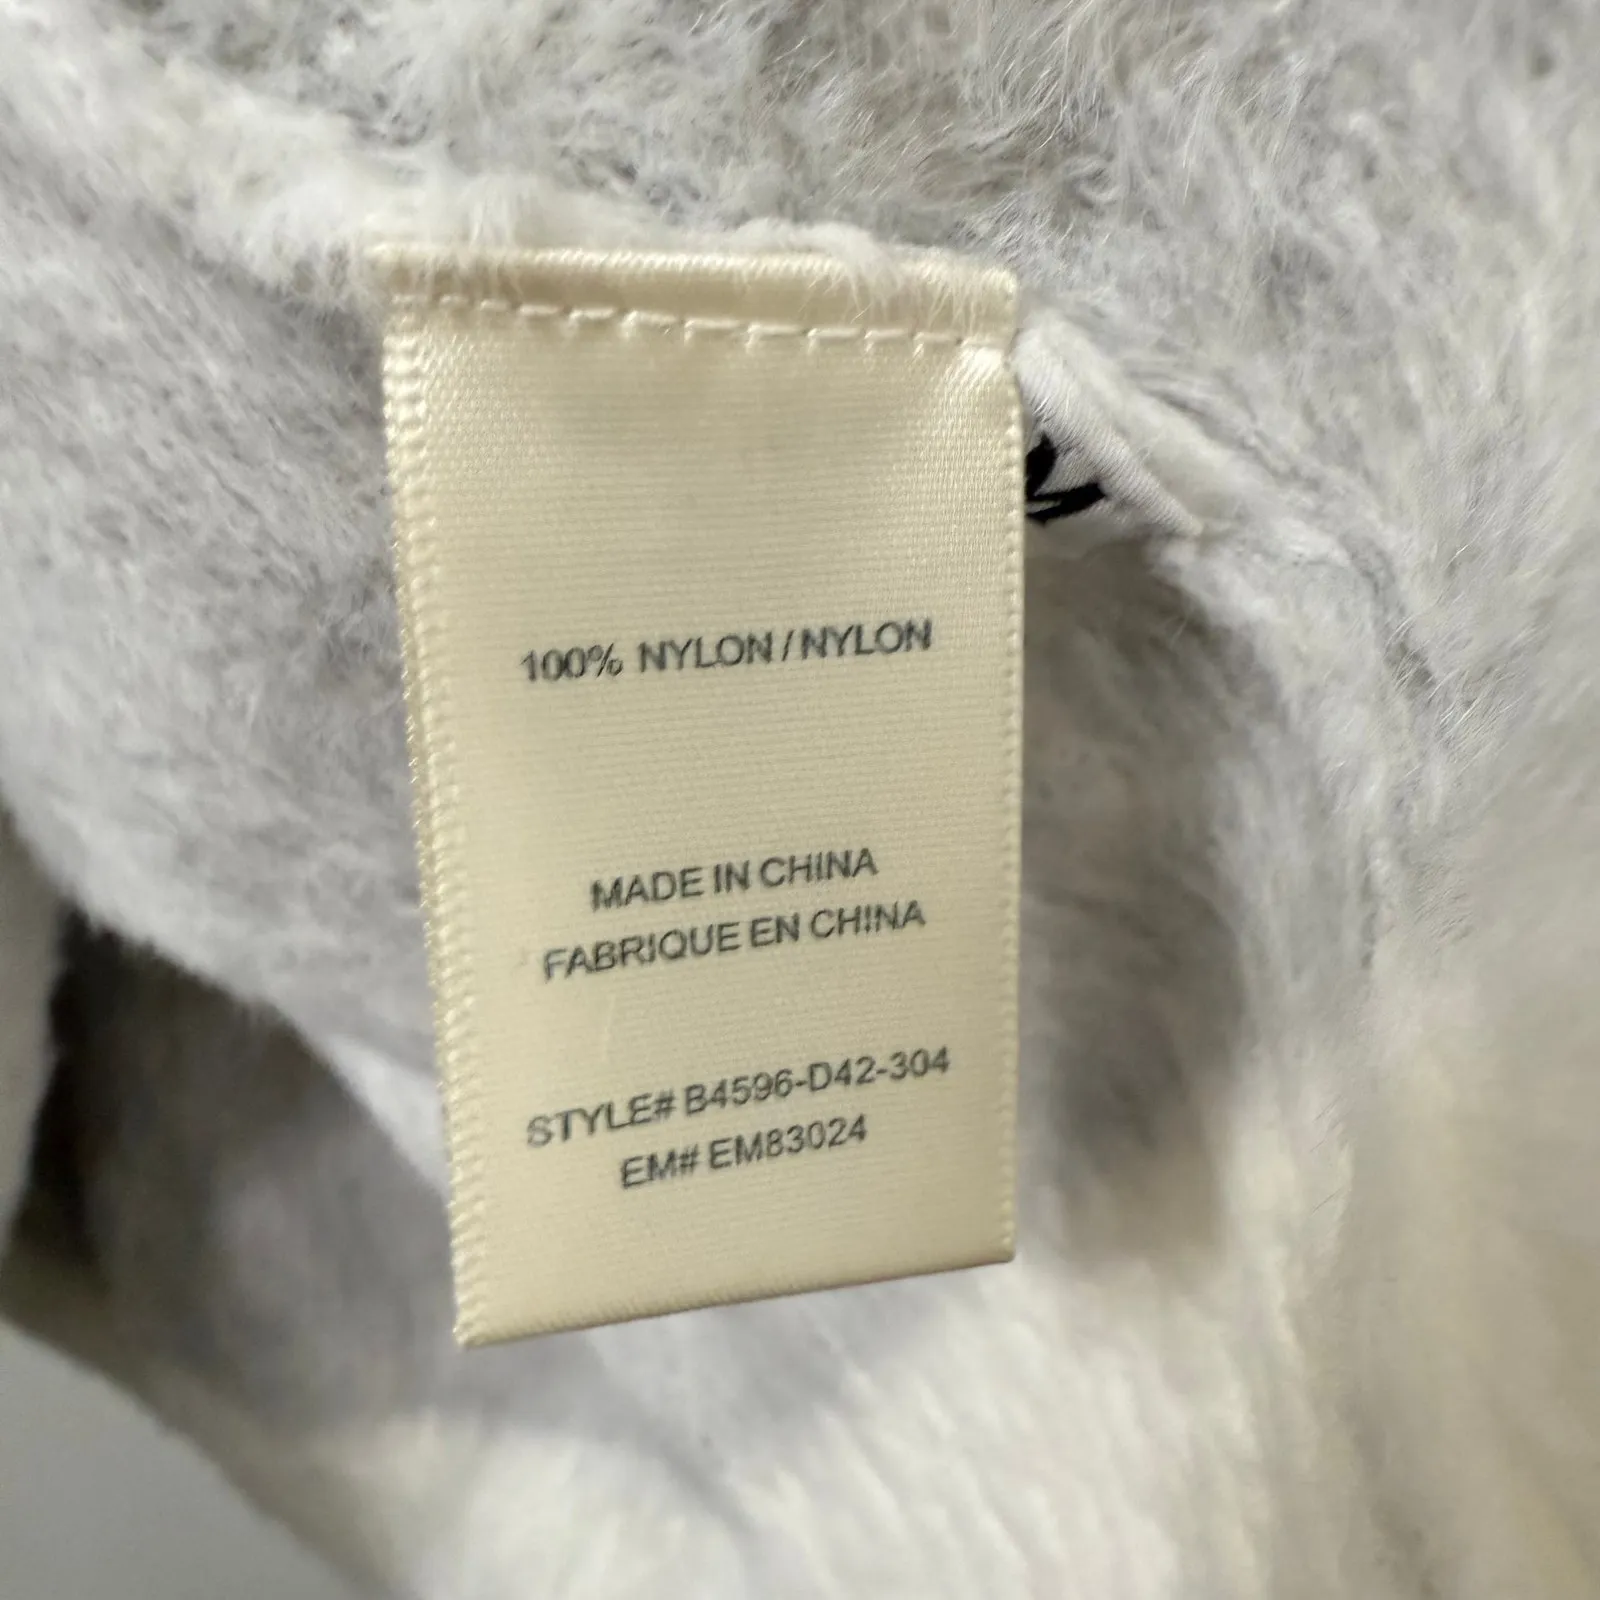 100% NYLON / NYLON
MADE IN CHINA
FABRIQUE EN CHINA
STYLE# B4596-D42-304
EM# EM83024